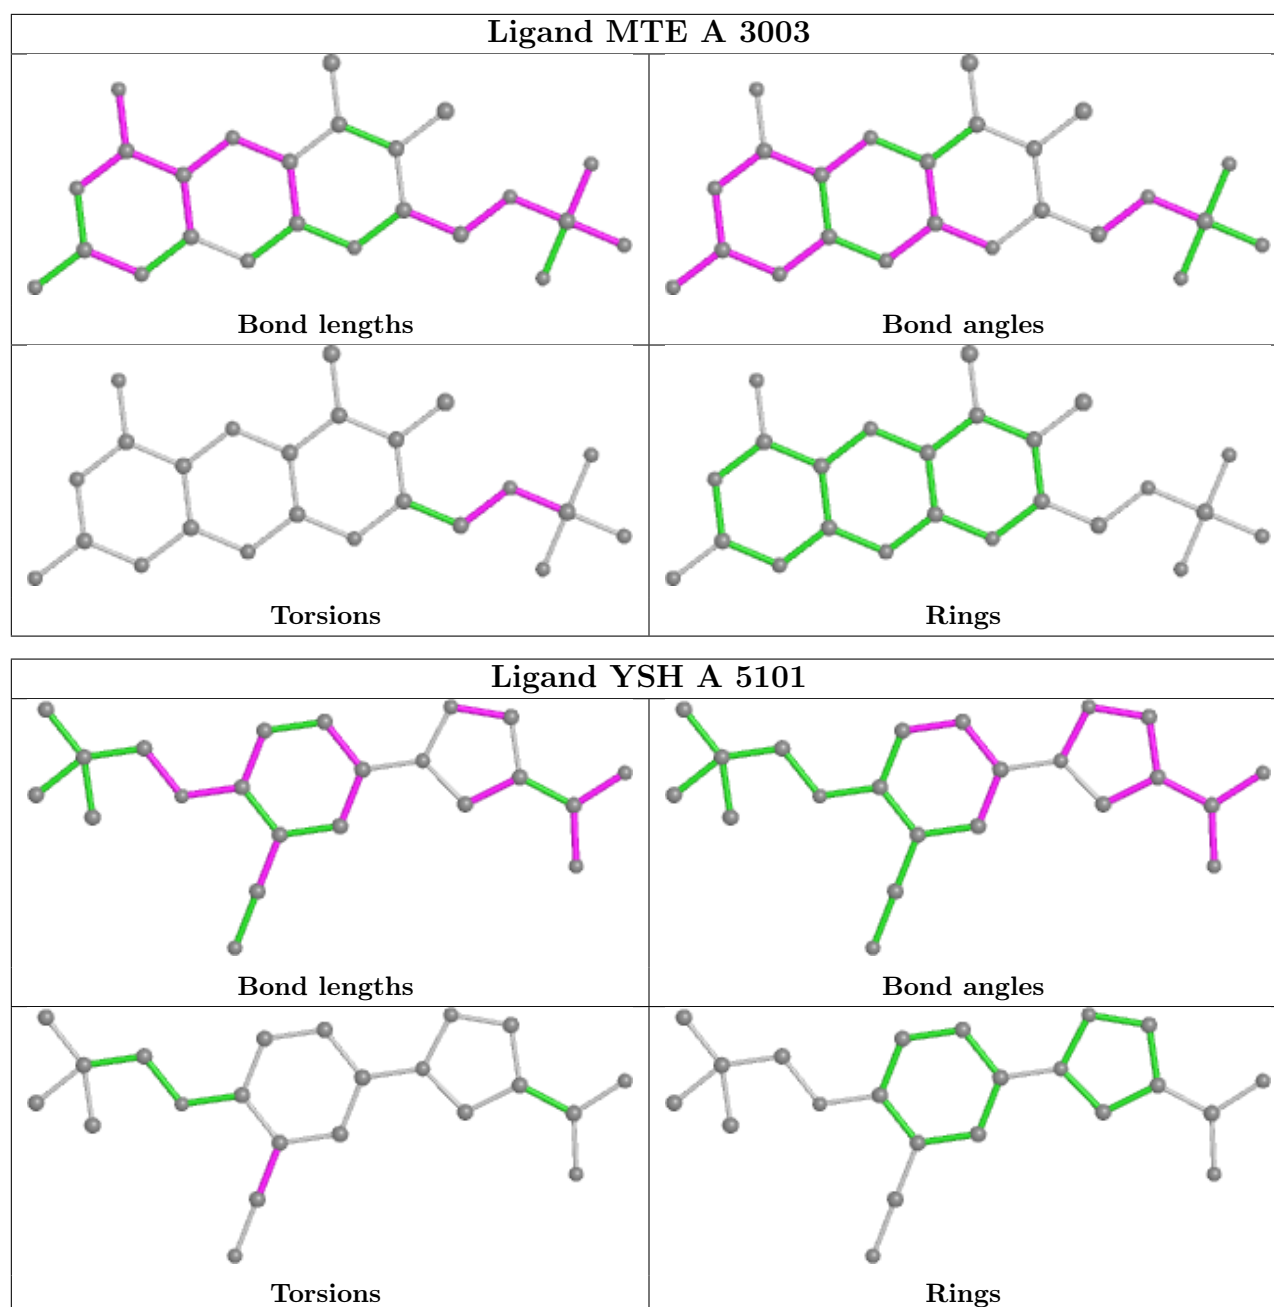 Ligand MTE A 3003
Bond lengths
Bond angles
Torsions
Rings
Ligand YSH A 5101
Bond lengths
Bond angles
Torsions
Rings